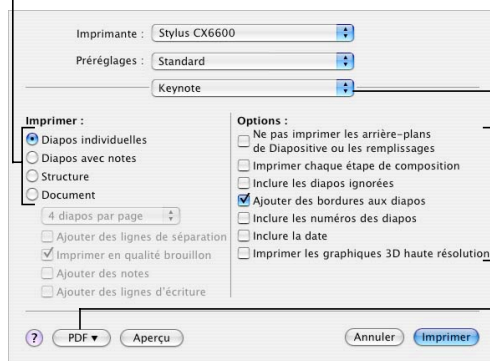 Imprimante : Stylus CX6600
Préréglages : Standard
Keynote
Imprimer :
Diapos individuelles
Diapos avec notes
Structure
Document
4 diapos par page
Ajouter des lignes de séparation
Imprimer en qualité brouillon
Ajouter des notes
Ajouter des lignes d'écriture
Options :
Ne pas imprimer les arrière-plans
de Diapositive ou les remplissages
Imprimer chaque étape de composition
Inclure les diapos ignorées
Ajouter des bordures aux diapos
Inclure les numéros des diapos
Inclure la date
Imprimer les graphiques 3D haute résolution
? PDF ▾ Aperçu Annuler Imprimer